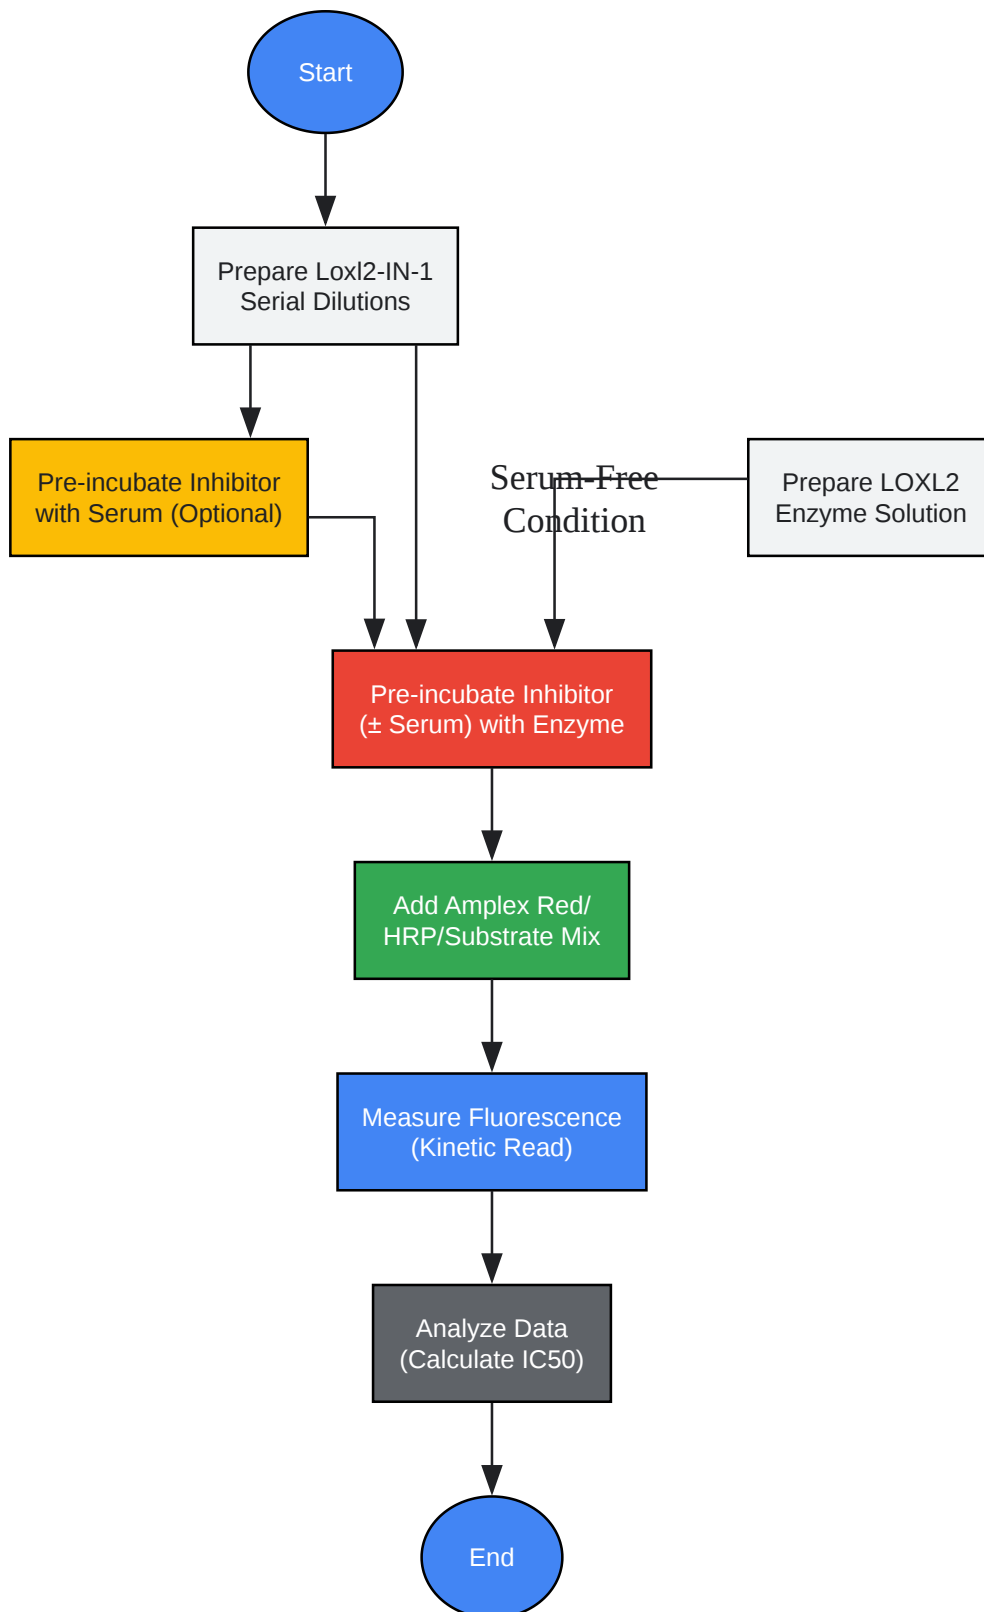 Start
Prepare Loxl2-IN-1
Serial Dilutions
Pre-incubate Inhibitor
with Serum (Optional)
Serum-Free
Condition
Prepare LOXL2
Enzyme Solution
Pre-incubate Inhibitor
(± Serum) with Enzyme
Add Amplex Red/
HRP/Substrate Mix
Measure Fluorescence
(Kinetic Read)
Analyze Data
(Calculate IC50)
End